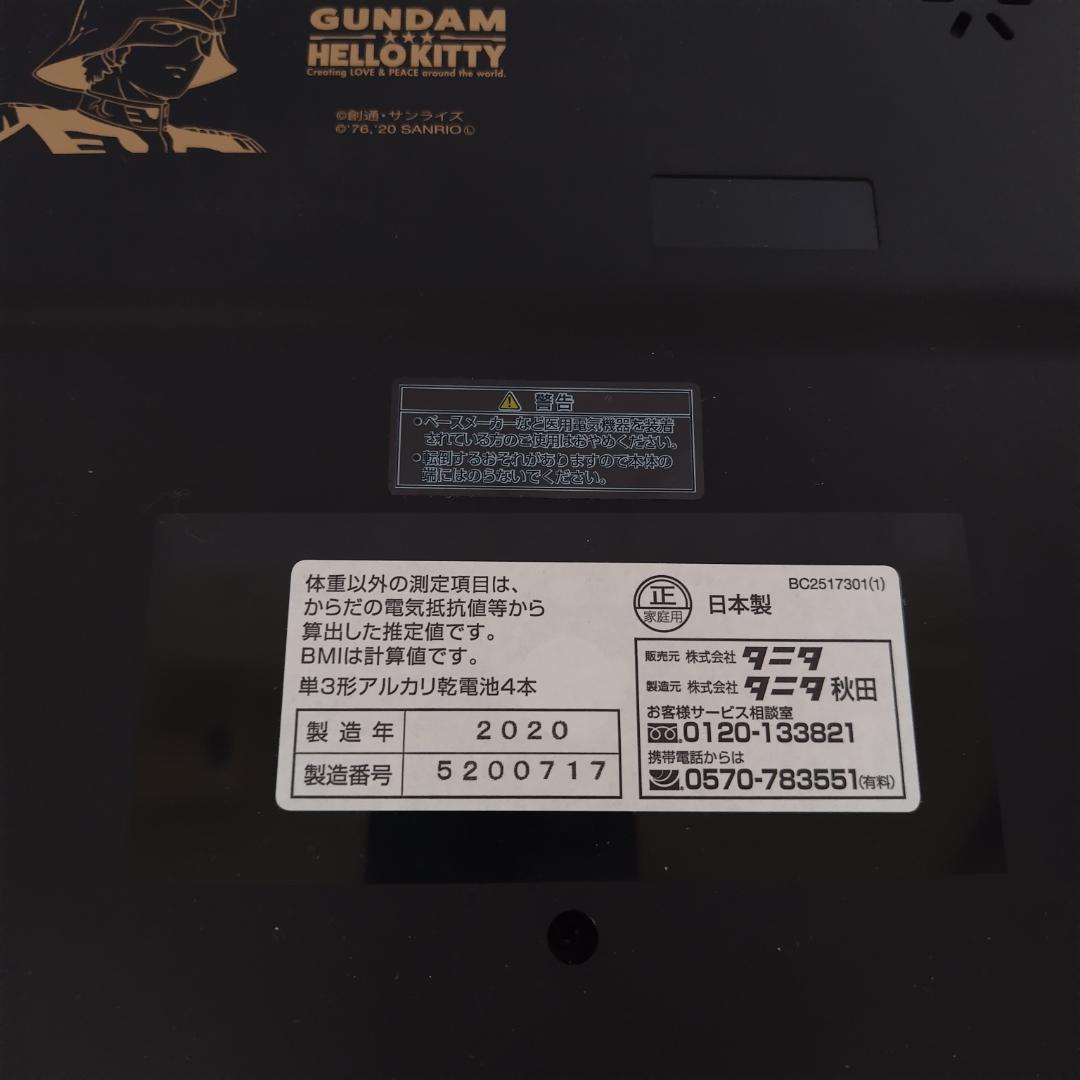 GUNDAM
★★★
HELLO KITTY
Creating LOVE & PEACE around the world.
©創通・サンライズ
©'76,'20 SANRIO Ⓛ
警告
•ペースメーカーなど医用電気機器を装着
されている方のご使用はおやめください。
•転倒するおそれがありますので本体の
端にはのらないでください。
体重以外の測定項目は、
からだの電気抵抗値等から
算出した推定値です。
BMIは計算値です。
単3形アルカリ乾電池4本
製造年 2020
製造番号 5200717
正
家庭用
日本製
BC2517301(1)
販売元 株式会社 タニタ
製造元 株式会社 タニタ 秋田
お客様サービス相談室
0120-133821
携帯電話からは
0570-783551(有料)